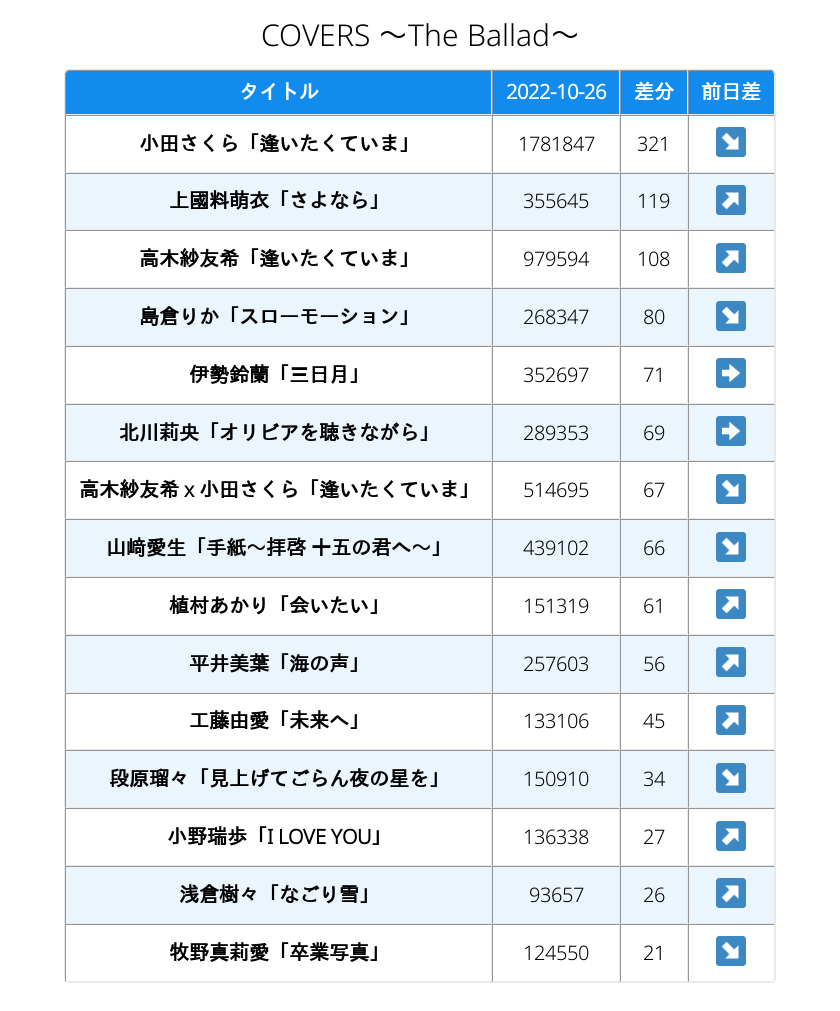 COVERS ～The Ballad～
タイトル 2022-10-26 差分 前日差
小田さくら「逢いたくていま」 1781847 321
上國料萌衣「さよなら」 355645 119
高木紗友希「逢いたくていま」 979594 108
島倉りか「スローモーション」 268347 80
伊勢鈴蘭「三日月」 352697 71
北川莉央「オリビアを聴きながら」 289353 69
高木紗友希 x 小田さくら「逢いたくていま」 514695 67
山﨑愛生「手紙～拝啓 十五の君へ～」 439102 66
植村あかり「会いたい」 151319 61
平井美葉「海の声」 257603 56
工藤由愛「未来へ」 133106 45
段原瑠々「見上げてごらん夜の星を」 150910 34
小野瑞歩「I LOVE YOU」 136338 27
浅倉樹々「なごり雪」 93657 26
牧野真莉愛「卒業写真」 124550 21